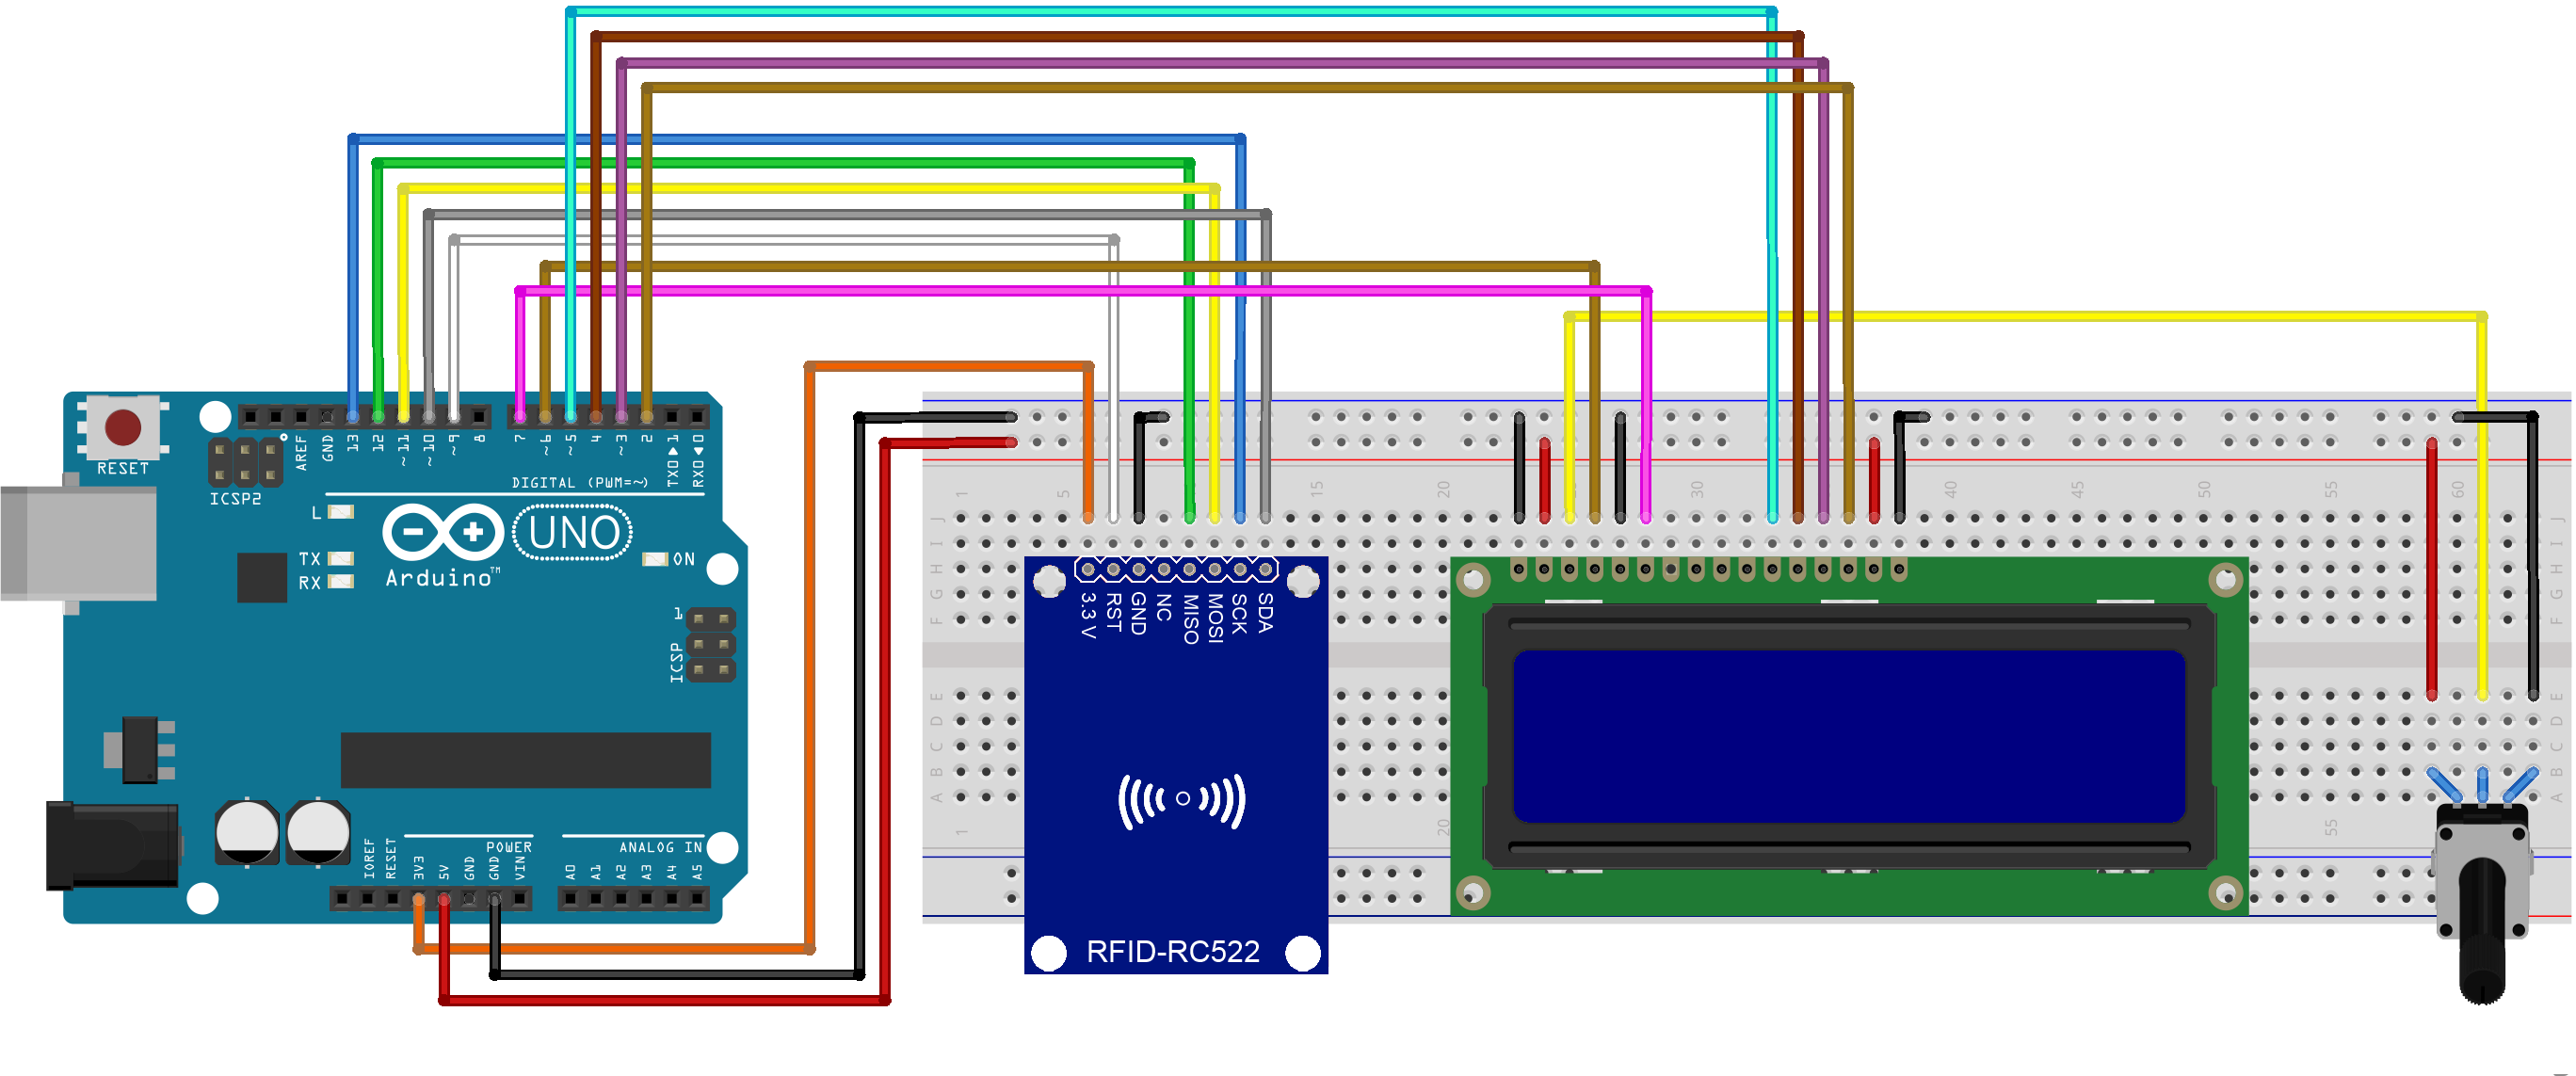 RESET
ICSP2
AREF
GND
13
12
~11
~10
~9
8
7
~6
~5
4
~3
2
TX0▶1
RX0◀0
DIGITAL (PWM=~)
L
TX
RX
UNO
Arduino™
ON
1
ICSP
IOREF
RESET
3V3
5V
GND
GND
VIN
POWER
ANALOG IN
A0
A1
A2
A3
A4
A5
1
5
15
20
30
40
45
50
55
60
J
I
H
G
F
E
D
C
B
A
J
I
H
G
F
E
D
C
B
A
1
20
55
3.3 V
RST
GND
NC
MISO
MOSI
SCK
SDA
RFID-RC522